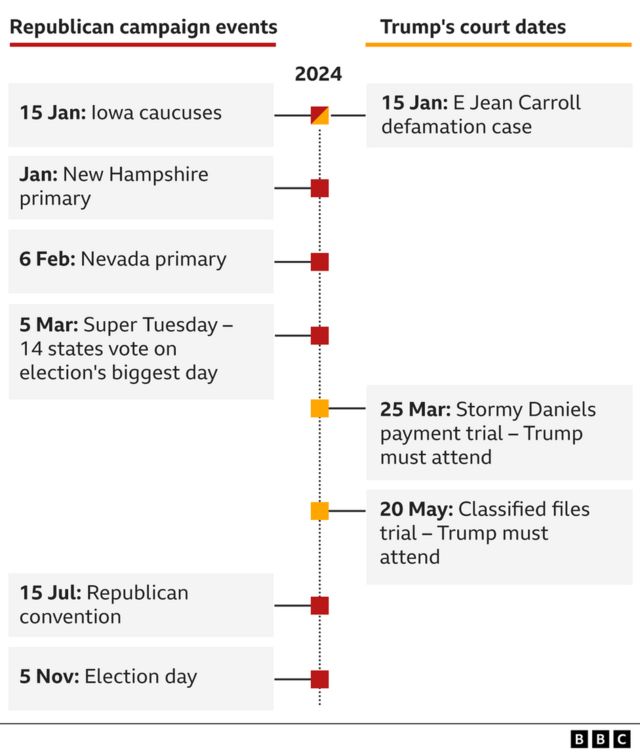 Republican campaign events
Trump's court dates
2024
15 Jan: Iowa caucuses
15 Jan: E Jean Carroll
defamation case
Jan: New Hampshire
primary
6 Feb: Nevada primary
5 Mar: Super Tuesday –
14 states vote on
election's biggest day
25 Mar: Stormy Daniels
payment trial – Trump
must attend
20 May: Classified files
trial – Trump must
attend
15 Jul: Republican
convention
5 Nov: Election day
BBC